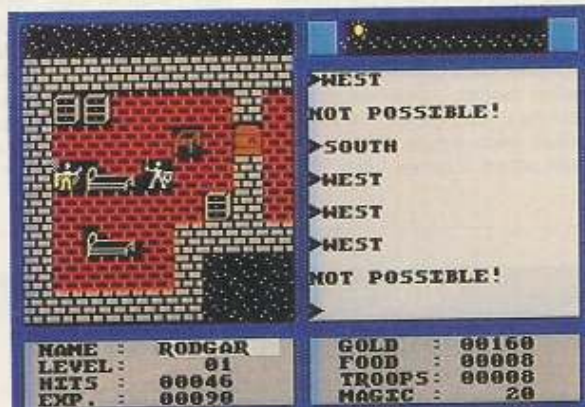 >WEST
NOT POSSIBLE!
>SOUTH
>WEST
>WEST
>WEST
NOT POSSIBLE!
>
NAME : RODGAR
LEVEL: 01
HITS : 00046
EXP. : 00090
GOLD : 00160
FOOD : 00008
TROOPS: 00008
MAGIC : 20